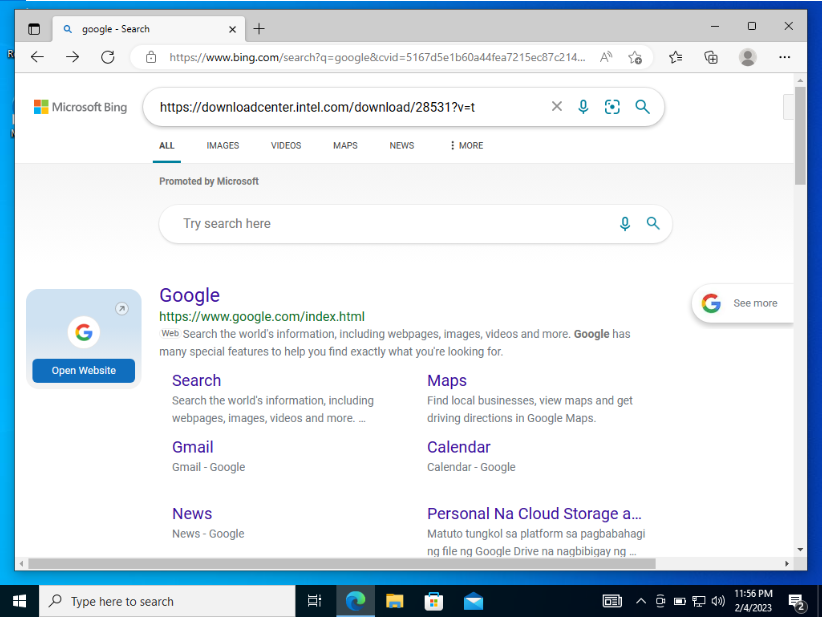 google - Search
https://www.bing.com/search?q=google&cvid=5167d5e1b60a44fea7215ec87c214...
Microsoft Bing
https://downloadcenter.intel.com/download/28531?v=t
ALL IMAGES VIDEOS MAPS NEWS MORE
Promoted by Microsoft
Try search here
Google
https://www.google.com/index.html
Web Search the world's information, including webpages, images, videos and more. Google has
many special features to help you find exactly what you're looking for.
See more
Open Website
Search
Search the world's information, including
webpages, images, videos and more. ...
Maps
Find local businesses, view maps and get
driving directions in Google Maps.
Gmail
Gmail - Google
Calendar
Calendar - Google
News
News - Google
Personal Na Cloud Storage a...
Matuto tungkol sa platform sa pagbabahagi
ng file ng Google Drive na nagbibigay ng ...
Type here to search
11:56 PM
2/4/2023
2